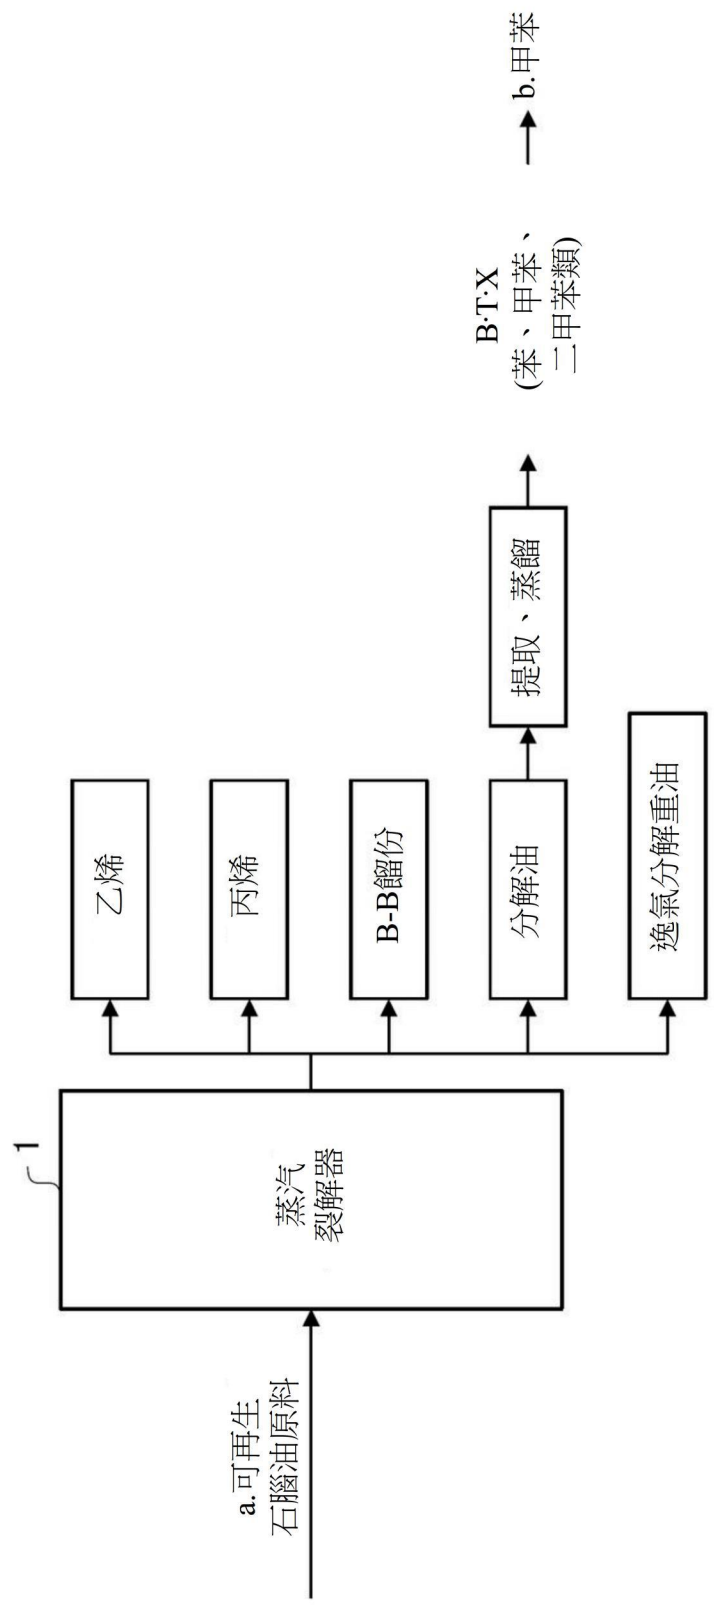 1
a.可再生
石腦油原料
蒸汽
裂解器
乙烯
丙烯
B-B餾份
分解油
逸氣分解重油
提取、蒸餾
B·T·X
(苯、甲苯、
二甲苯類)
b.甲苯